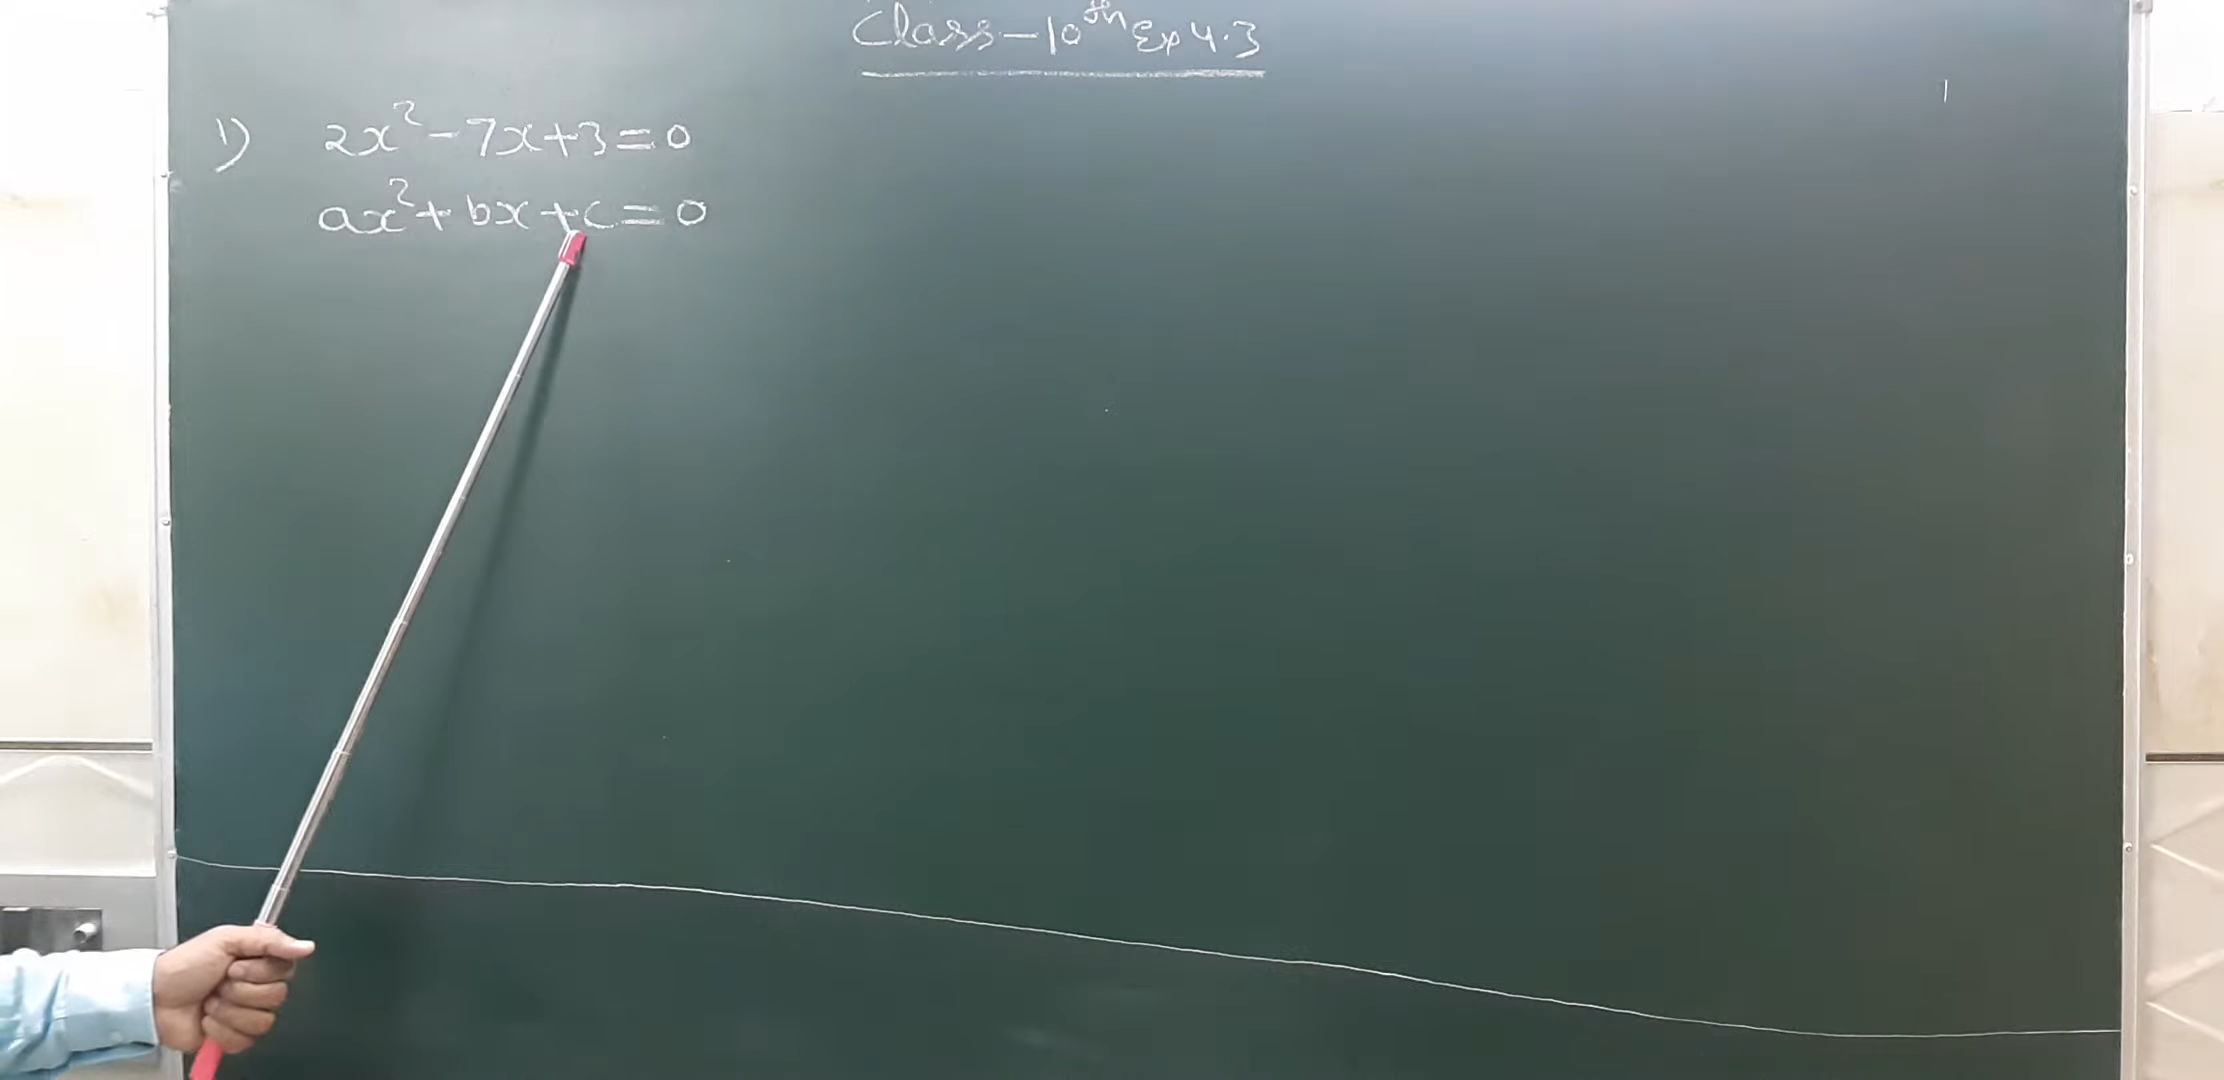 Class-10th Ex 4.3
1) 2x²-7x+3=0
ax²+bx+c=0